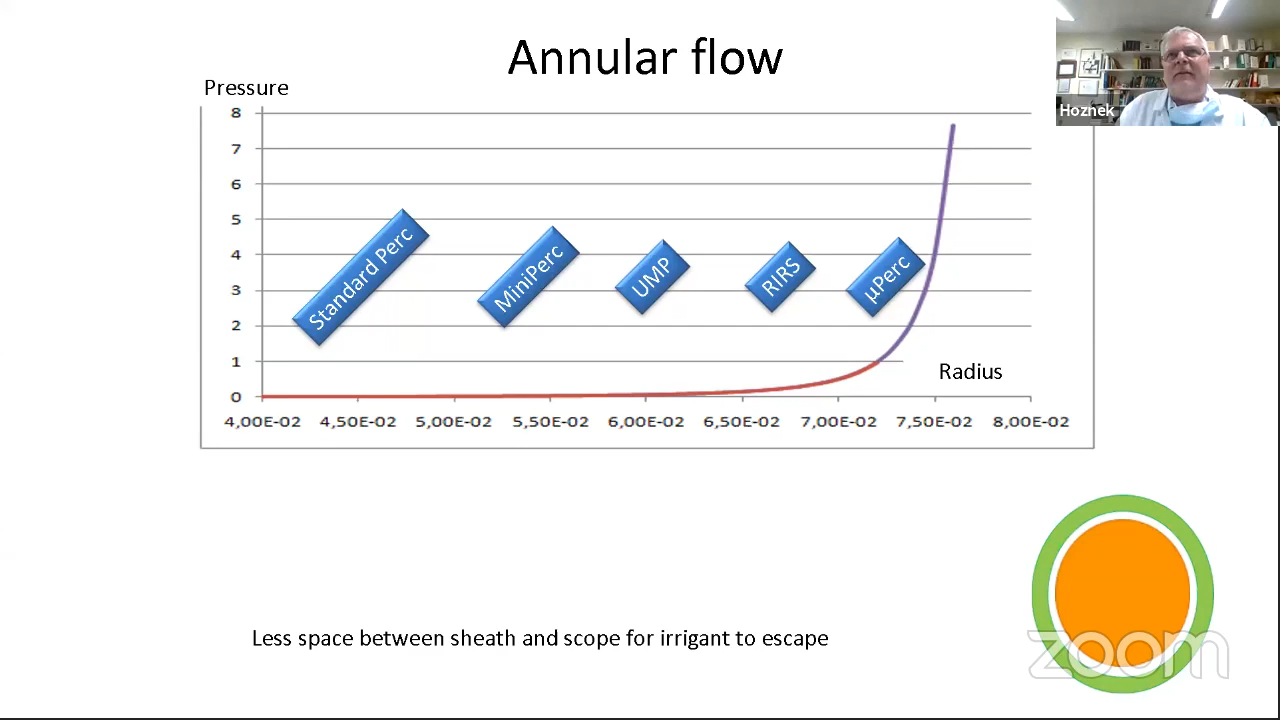 Annular flow
Hoznek
Pressure
8
7
6
5
4
3
2
1
0
Standard Perc
MiniPerc
UMP
RIRS
µPerc
Radius
4,00E-02 4,50E-02 5,00E-02 5,50E-02 6,00E-02 6,50E-02 7,00E-02 7,50E-02 8,00E-02
Less space between sheath and scope for irrigant to escape
zoom